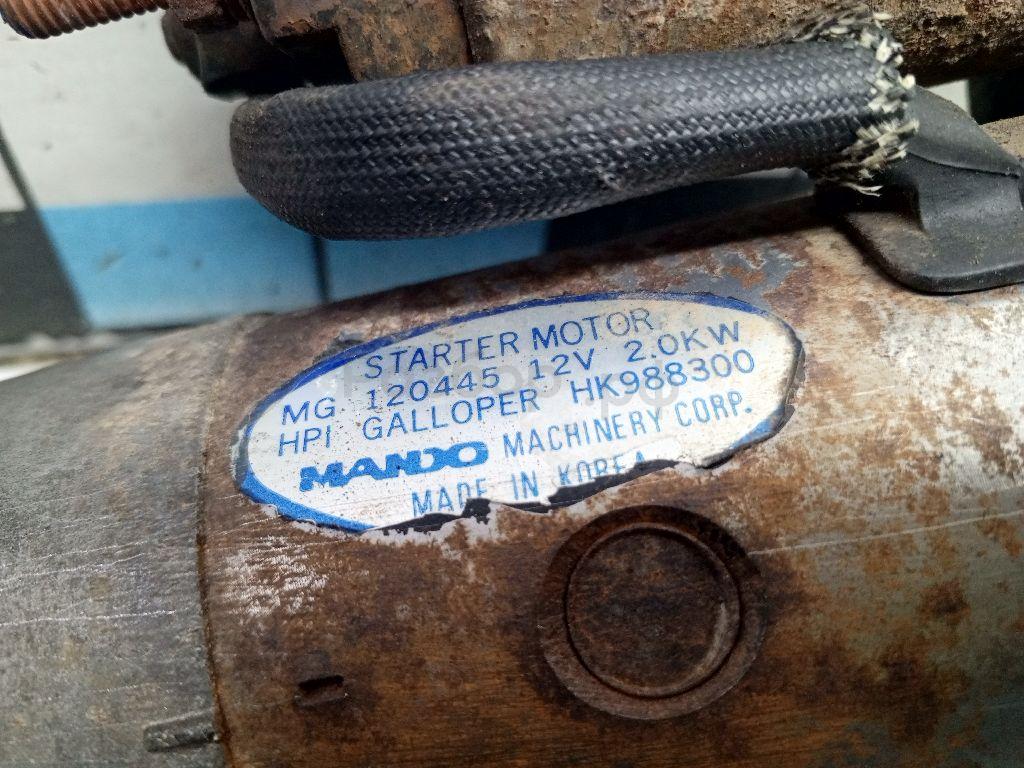 STARTER MOTOR
MG 120445 12V 2.0KW
HPI GALLOPER HK988300
MANDO MACHINERY CORP.
MADE IN KOREA